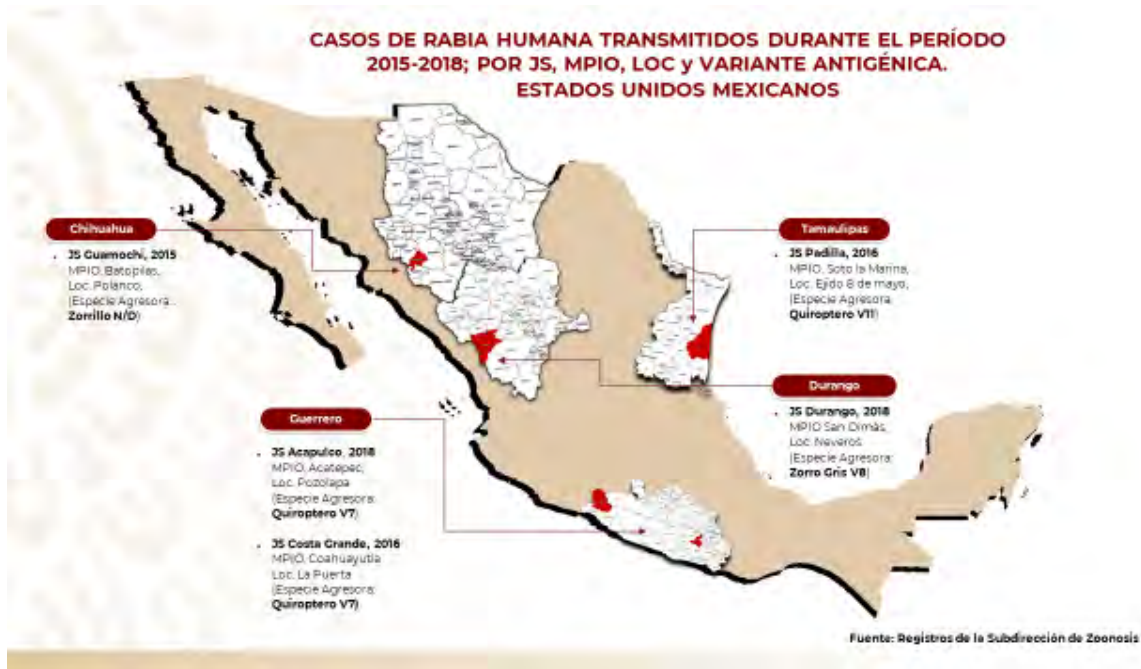 CASOS DE RABIA HUMANA TRANSMITIDOS DURANTE EL PERÍODO
2015-2018; POR JS, MPIO, LOC y VARIANTE ANTIGÉNICA.
ESTADOS UNIDOS MEXICANOS
Chihuahua
• JS Guamochi, 2015
MPIO. Batopilas,
Loc. Polanco,
(Especie Agresora:
Zorrillo N/D)
Tamaulipas
• JS Padilla, 2016
MPIO. Soto la Marina,
Loc. Ejido 8 de mayo,
(Especie Agresora:
Quiroptero V11)
Durango
• JS Durango, 2018
MPIO San Dimas,
Loc. Neveros
(Especie Agresora:
• Zorro Gris V8)
Guerrero
• JS Acapulco, 2018
MPIO. Acatepec,
Loc. Pozolapa
(Especie Agresora:
Quiroptero V7)
• JS Costa Grande, 2016
MPIO. Coahuayutla
Loc. La Puerta
(Especie Agresora:
Quiroptero V7)
Fuente: Registros de la Subdirección de Zoonosis